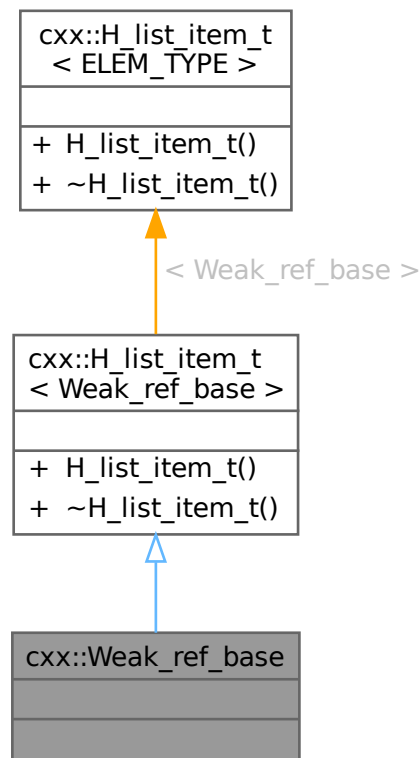 cxx::H_list_item_t
< ELEM_TYPE >
+ H_list_item_t()
+ ~H_list_item_t()
< Weak_ref_base >
cxx::H_list_item_t
< Weak_ref_base >
+ H_list_item_t()
+ ~H_list_item_t()
cxx::Weak_ref_base